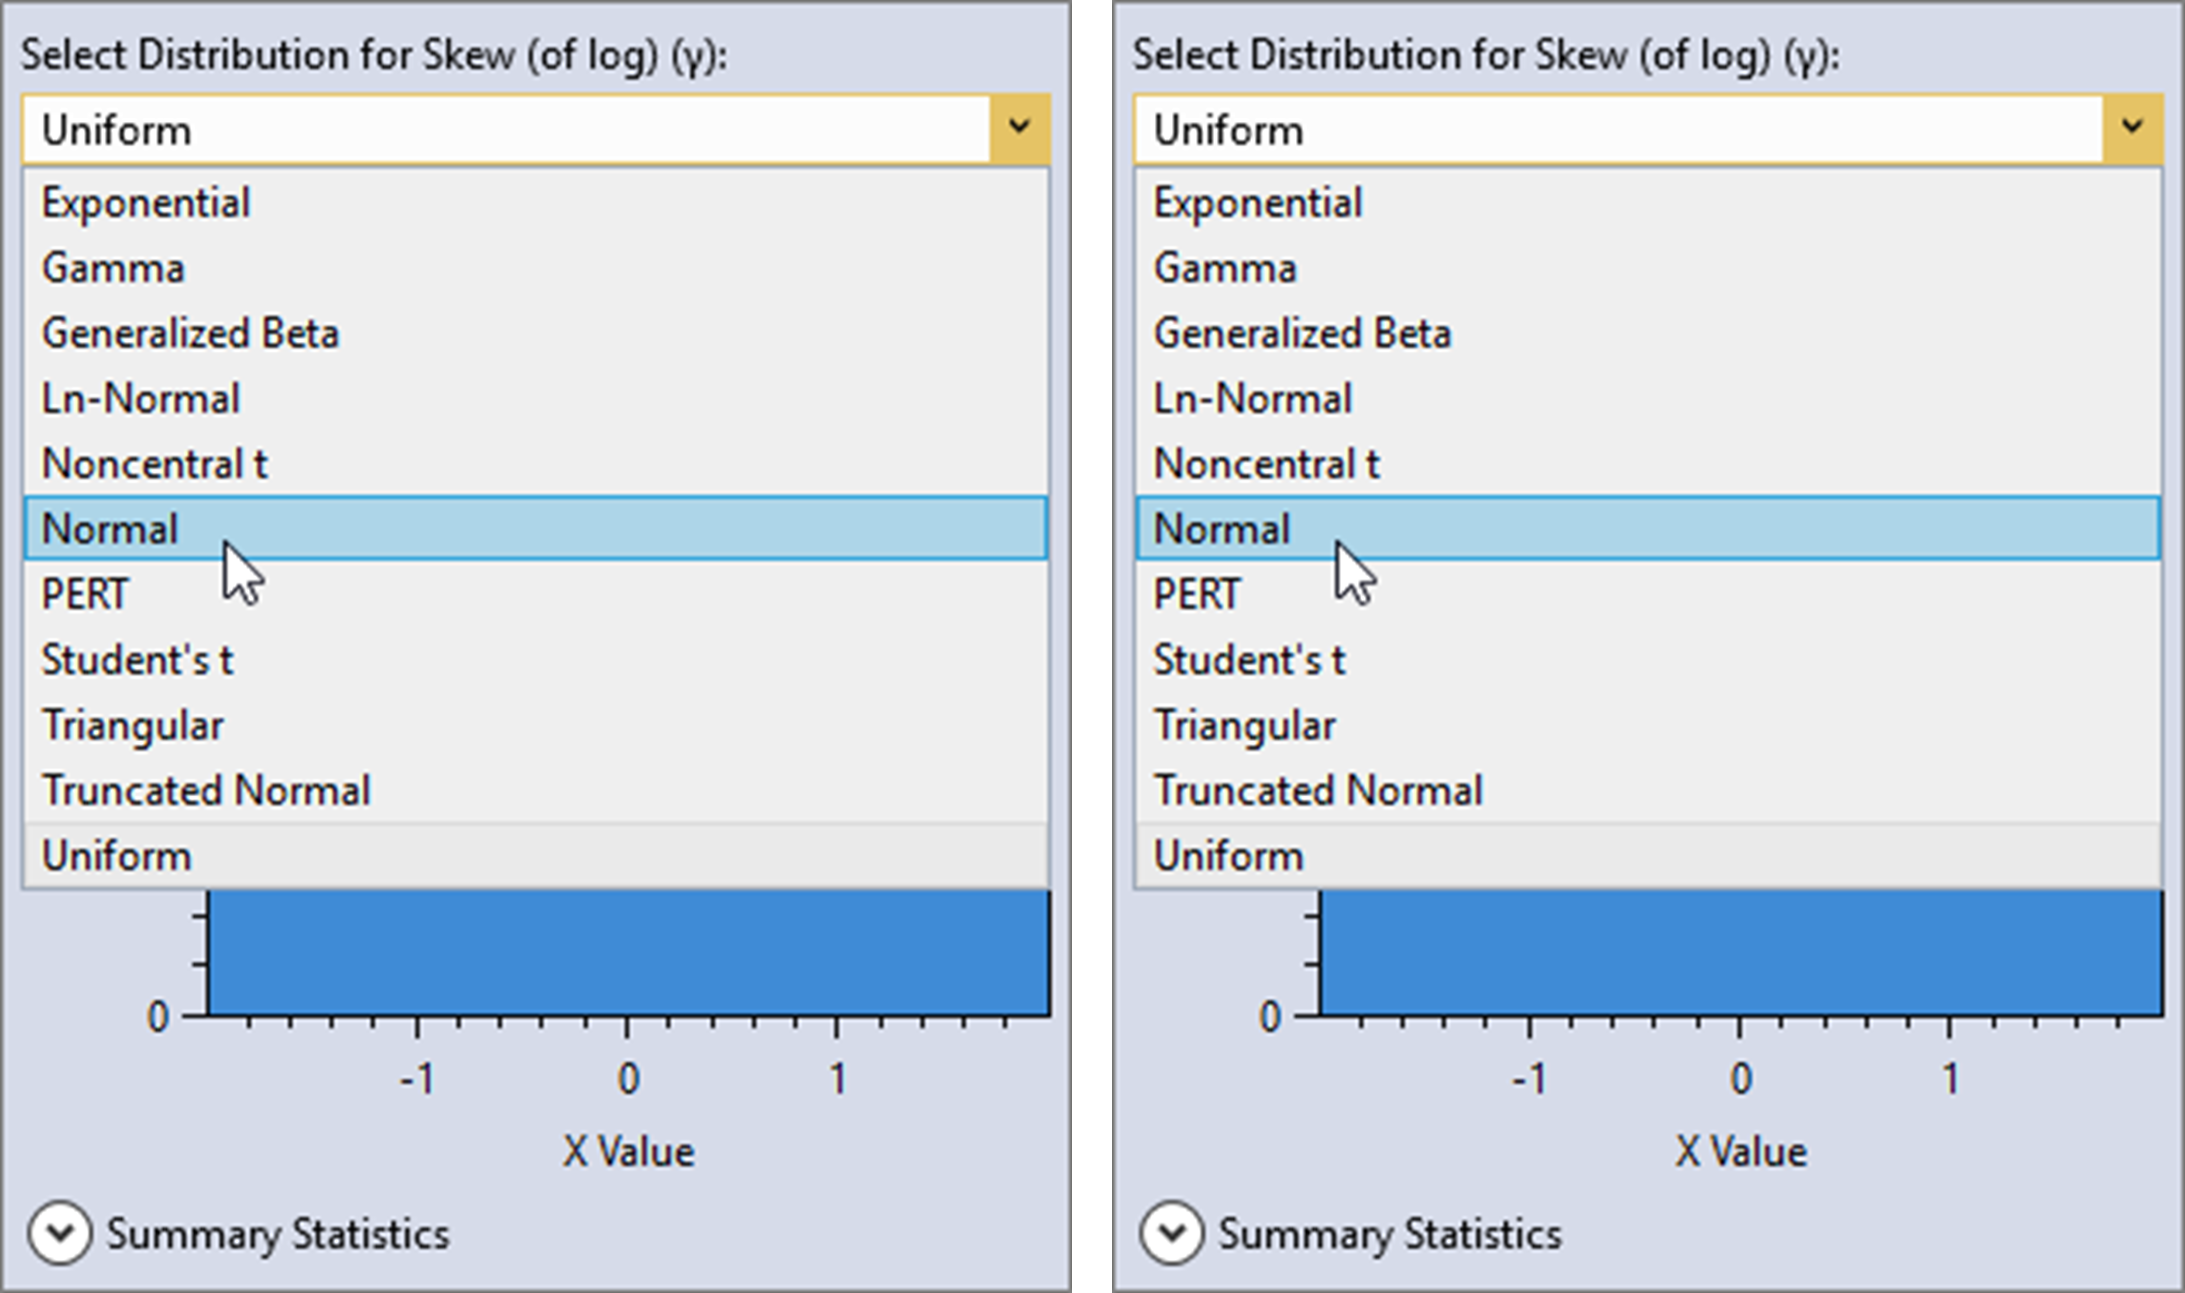 Select Distribution for Skew (of log) (γ):
Uniform
Exponential
Gamma
Generalized Beta
Ln-Normal
Noncentral t
Normal
PERT
Student's t
Triangular
Truncated Normal
Uniform
0
-1 0 1
X Value
Summary Statistics
Select Distribution for Skew (of log) (γ):
Uniform
Exponential
Gamma
Generalized Beta
Ln-Normal
Noncentral t
Normal
PERT
Student's t
Triangular
Truncated Normal
Uniform
0
-1 0 1
X Value
Summary Statistics